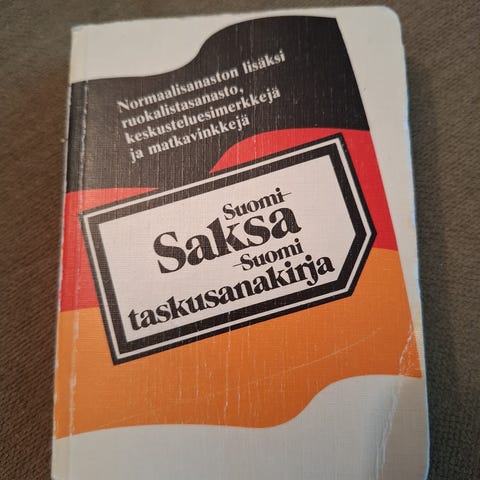 Normaalisanaston lisäksi
ruokalistasanasto,
keskusteluesimerkkejä
ja matkavinkkejä
Suomi–
Saksa
–Suomi
taskusanakirja